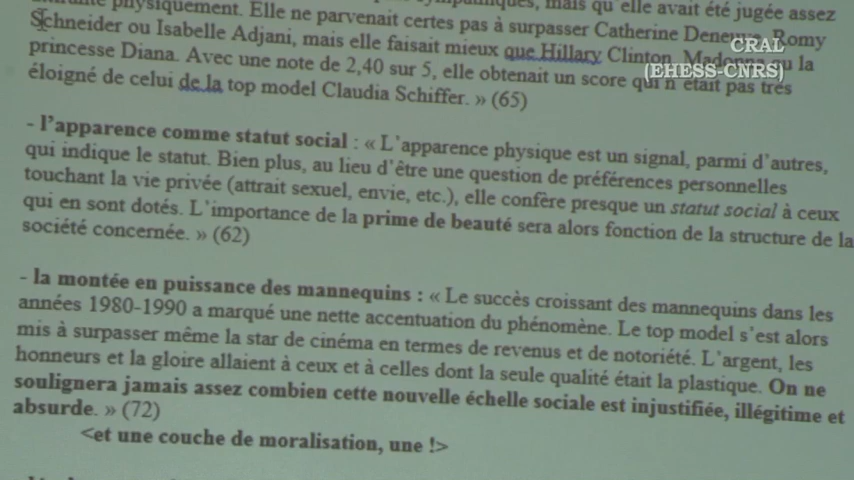 physiquement. Elle ne parvenait certes pas à surpasser Catherine Deneuve, Romy
mais qu'elle avait été jugée assez
Schneider ou Isabelle Adjani, mais elle faisait mieux que Hillary Clinton, Madonna ou la
princesse Diana. Avec une note de 2,40 sur 5, elle obtenait un score qui n'était pas très
éloigné de celui de la top model Claudia Schiffer. » (65)
CRAL
(EHESS-CNRS)
- l'apparence comme statut social : « L'apparence physique est un signal, parmi d'autres,
qui indique le statut. Bien plus, au lieu d'être une question de préférences personnelles
touchant la vie privée (attrait sexuel, envie, etc.), elle confère presque un statut social à ceux
qui en sont dotés. L'importance de la prime de beauté sera alors fonction de la structure de la
société concernée. » (62)
- la montée en puissance des mannequins : « Le succès croissant des mannequins dans les
années 1980-1990 a marqué une nette accentuation du phénomène. Le top model s'est alors
mis à surpasser même la star de cinéma en termes de revenus et de notoriété. L'argent, les
honneurs et la gloire allaient à ceux et à celles dont la seule qualité était la plastique. On ne
soulignera jamais assez combien cette nouvelle échelle sociale est injustifiée, illégitime et
absurde. » (72)
<et une couche de moralisation, une !>